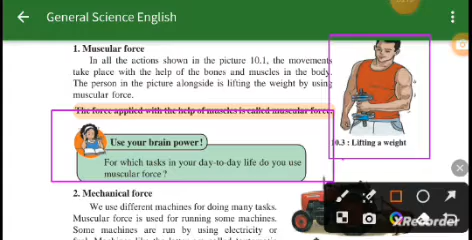 General Science English
1. Muscular force
In all the actions shown in the picture 10.1, the movements
take place with the help of the bones and muscles in the body.
The person in the picture alongside is lifting the weight by using
muscular force.
The force applied with the help of muscles is called muscular force.
10.3 : Lifting a weight
Use your brain power!
For which tasks in your day-to-day life do you use
muscular force ?
2. Mechanical force
We use different machines for doing many tasks.
Muscular force is used for running some machines.
Some machines are run by using electricity or
XRecorder